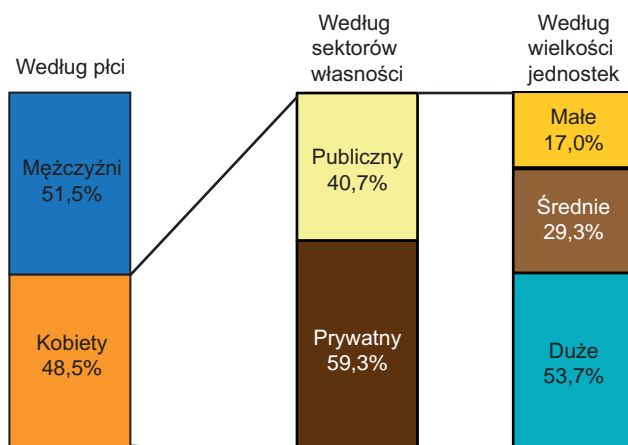 Według płci
Mężczyźni
51,5%
Kobiety
48,5%
Według
sektorów
własności
Publiczny
40,7%
Prywatny
59,3%
Według
wielkości
jednostek
Małe
17,0%
Średnie
29,3%
Duże
53,7%